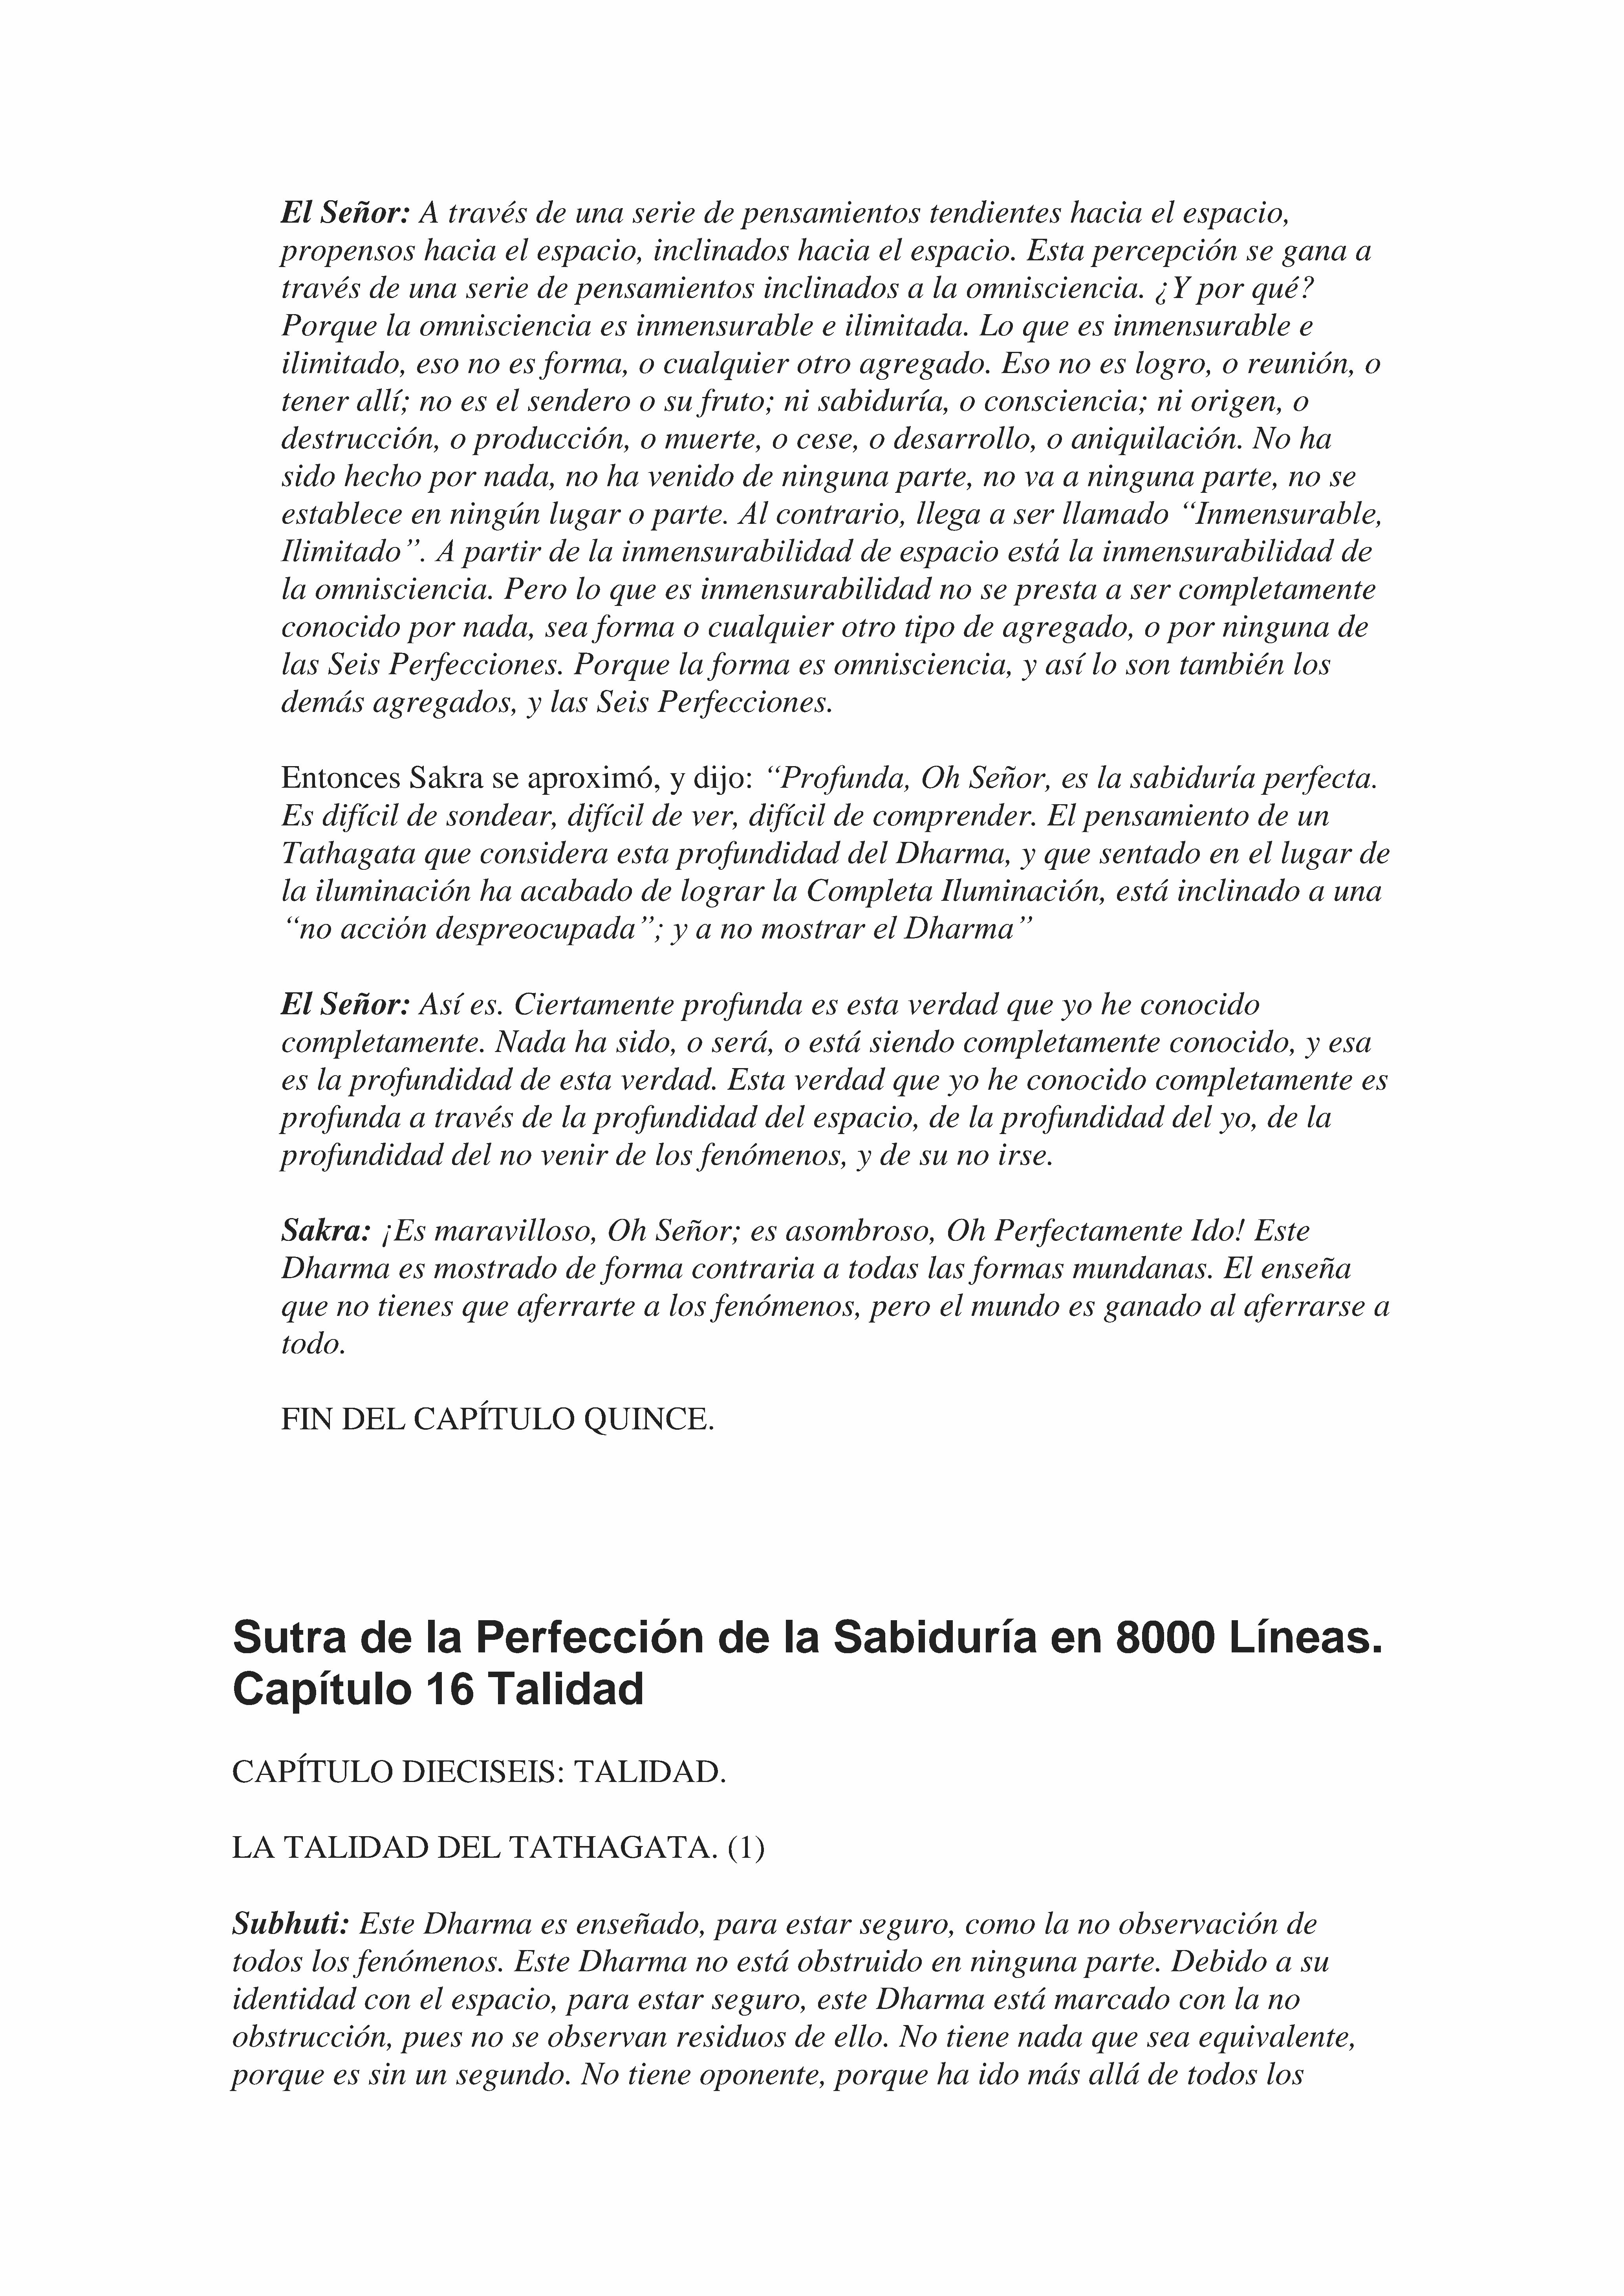 El Señor: A través de una serie de pensamientos tendientes hacia el espacio,
propensos hacia el espacio, inclinados hacia el espacio. Esta percepción se gana a
través de una serie de pensamientos inclinados a la omnisciencia. ¿Y por qué?
Porque la omnisciencia es inmensurable e ilimitada. Lo que es inmensurable e
ilimitado, eso no es forma, o cualquier otro agregado. Eso no es logro, o reunión, o
tener allí; no es el sendero o su fruto; ni sabiduría, o consciencia; ni origen, o
destrucción, o producción, o muerte, o cese, o desarrollo, o aniquilación. No ha
sido hecho por nada, no ha venido de ninguna parte, no va a ninguna parte, no se
establece en ningún lugar o parte. Al contrario, llega a ser llamado “Inmensurable,
Ilimitado”. A partir de la inmensurabilidad de espacio está la inmensurabilidad de
la omnisciencia. Pero lo que es inmensurabilidad no se presta a ser completamente
conocido por nada, sea forma o cualquier otro tipo de agregado, o por ninguna de
las Seis Perfecciones. Porque la forma es omnisciencia, y así lo son también los
demás agregados, y las Seis Perfecciones.
Entonces Sakra se aproximó, y dijo: “Profunda, Oh Señor, es la sabiduría perfecta.
Es difícil de sondear, difícil de ver, difícil de comprender. El pensamiento de un
Tathagata que considera esta profundidad del Dharma, y que sentado en el lugar de
la iluminación ha acabado de lograr la Completa Iluminación, está inclinado a una
“no acción despreocupada”; y a no mostrar el Dharma”
El Señor: Así es. Ciertamente profunda es esta verdad que yo he conocido
completamente. Nada ha sido, o será, o está siendo completamente conocido, y esa
es la profundidad de esta verdad. Esta verdad que yo he conocido completamente es
profunda a través de la profundidad del espacio, de la profundidad del yo, de la
profundidad del no venir de los fenómenos, y de su no irse.
Sakra: ¡Es maravilloso, Oh Señor; es asombroso, Oh Perfectamente Ido! Este
Dharma es mostrado de forma contraria a todas las formas mundanas. El enseña
que no tienes que aferrarte a los fenómenos, pero el mundo es ganado al aferrarse a
todo.
FIN DEL CAPÍTULO QUINCE.
Sutra de la Perfección de la Sabiduría en 8000 Líneas.
Capítulo 16 Talidad
CAPÍTULO DIECISEIS: TALIDAD.
LA TALIDAD DEL TATHAGATA. (1)
Subhuti: Este Dharma es enseñado, para estar seguro, como la no observación de
todos los fenómenos. Este Dharma no está obstruido en ninguna parte. Debido a su
identidad con el espacio, para estar seguro, este Dharma está marcado con la no
obstrucción, pues no se observan residuos de ello. No tiene nada que sea equivalente,
porque es sin un segundo. No tiene oponente, porque ha ido más allá de todos los